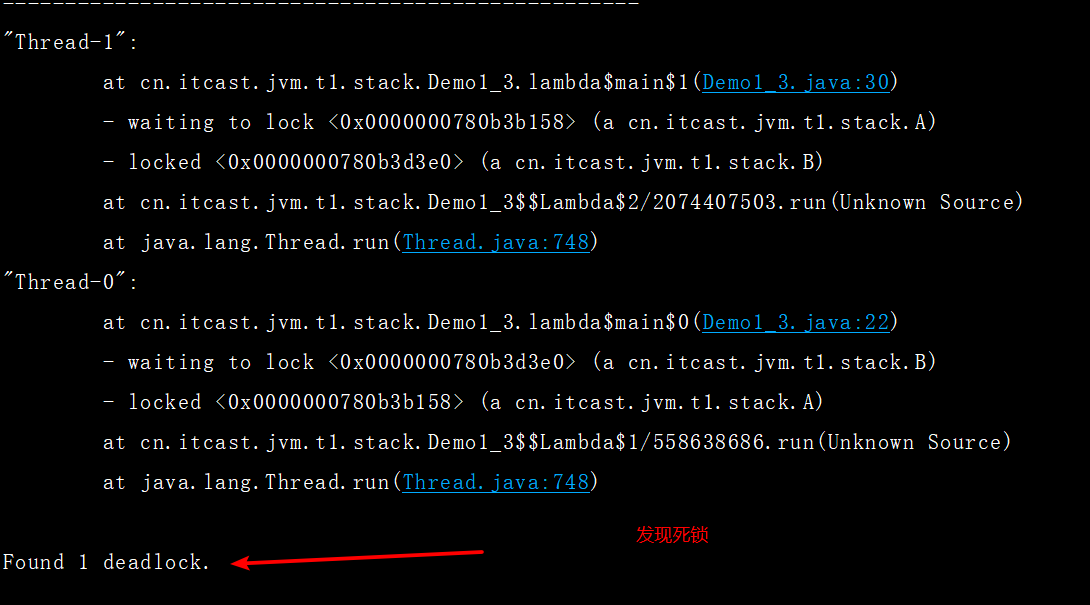 ---------------------------------------------------
"Thread-1":
at cn.itcast.jvm.t1.stack.Demo1_3.lambda$main$1(Demo1_3.java:30)
- waiting to lock <0x0000000780b3b158> (a cn.itcast.jvm.t1.stack.A)
- locked <0x0000000780b3d3e0> (a cn.itcast.jvm.t1.stack.B)
at cn.itcast.jvm.t1.stack.Demo1_3$$Lambda$2/2074407503.run(Unknown Source)
at java.lang.Thread.run(Thread.java:748)
"Thread-0":
at cn.itcast.jvm.t1.stack.Demo1_3.lambda$main$0(Demo1_3.java:22)
- waiting to lock <0x0000000780b3d3e0> (a cn.itcast.jvm.t1.stack.B)
- locked <0x0000000780b3b158> (a cn.itcast.jvm.t1.stack.A)
at cn.itcast.jvm.t1.stack.Demo1_3$$Lambda$1/558638686.run(Unknown Source)
at java.lang.Thread.run(Thread.java:748)
发现死锁
Found 1 deadlock.